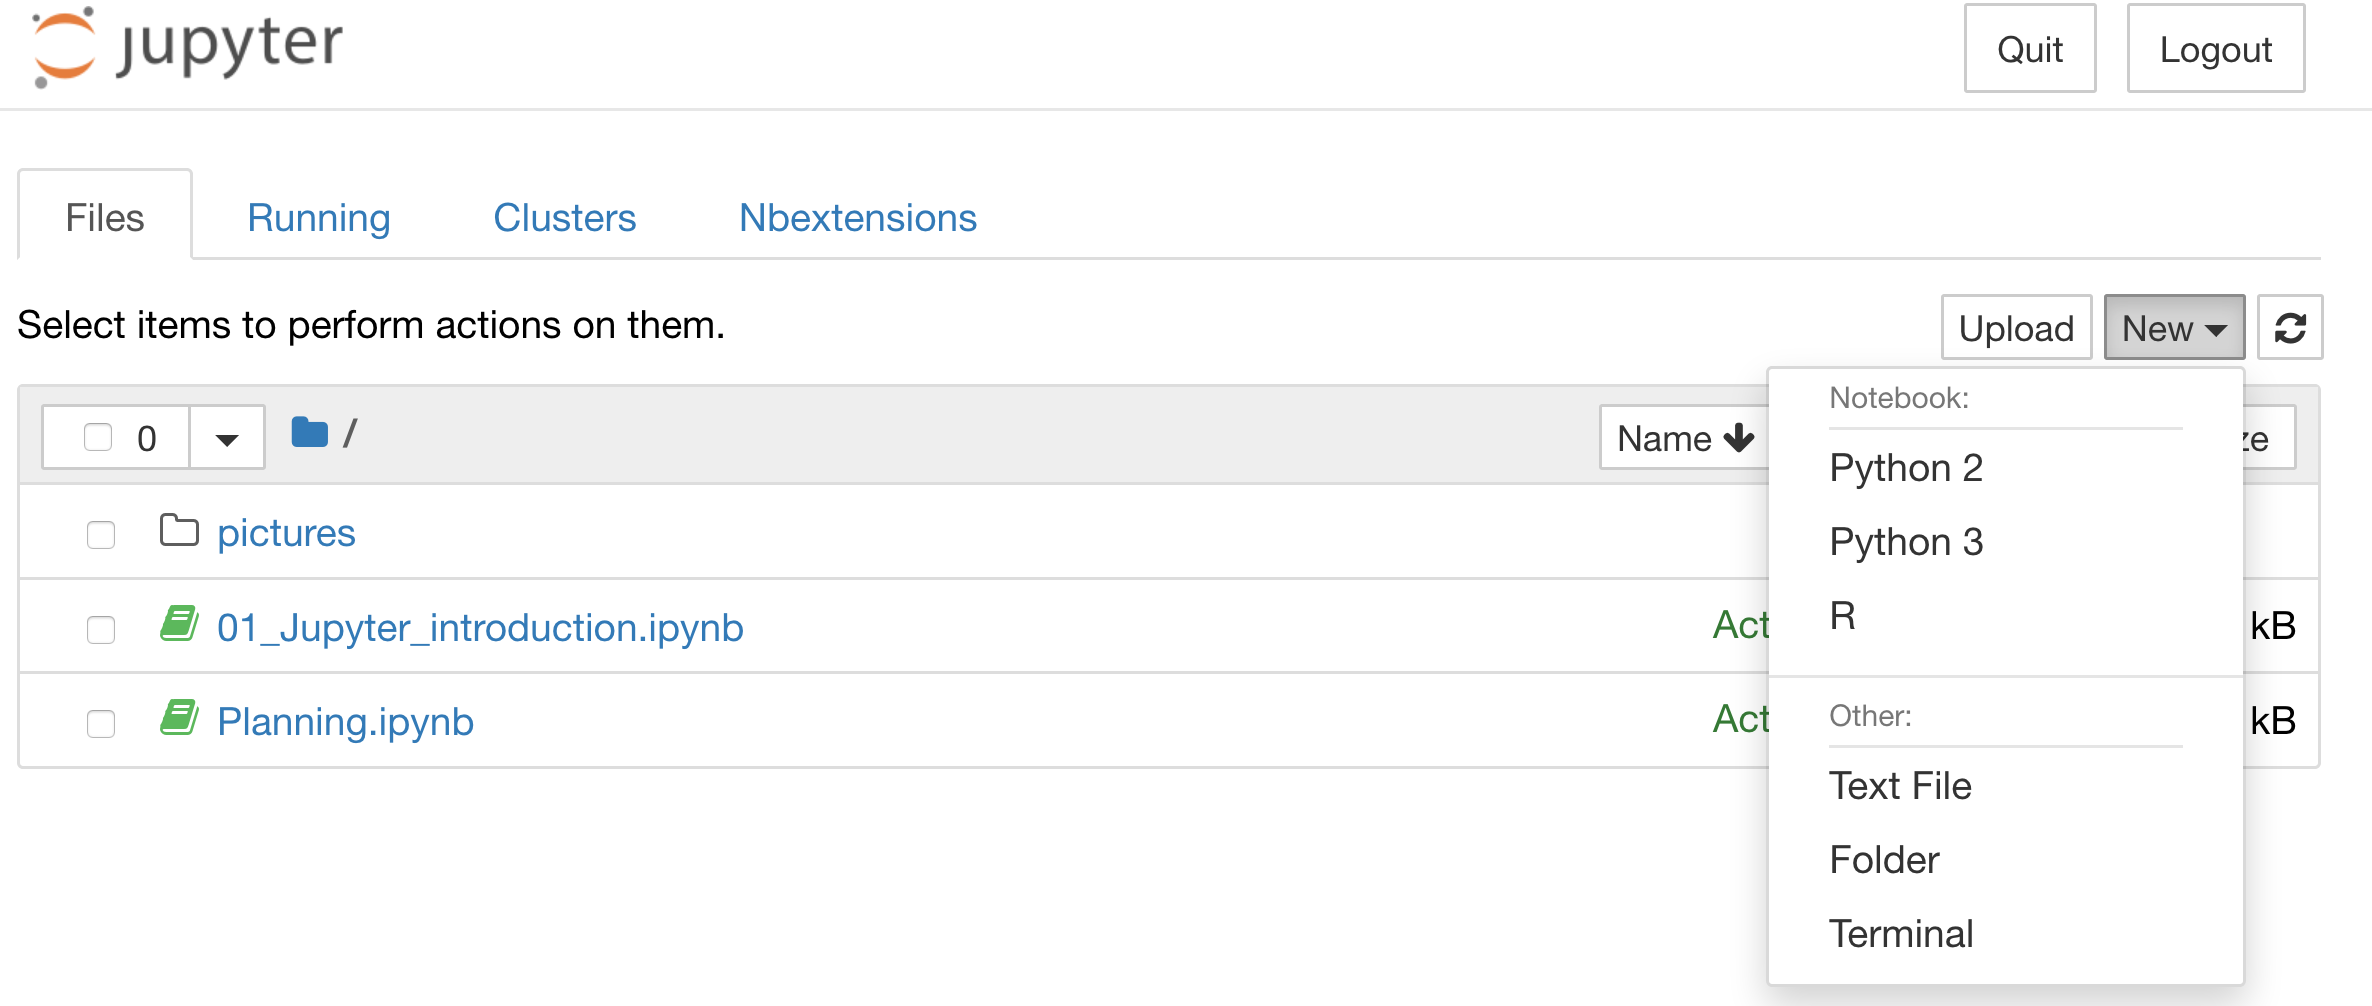 jupyter
Quit
Logout
Files
Running
Clusters
Nbextensions
Select items to perform actions on them.
Upload
New
0
/
Name
ze
Notebook:
Python 2
Python 3
R
Other:
Text File
Folder
Terminal
pictures
01_Jupyter_introduction.ipynb
Act
kB
Planning.ipynb
Act
kB